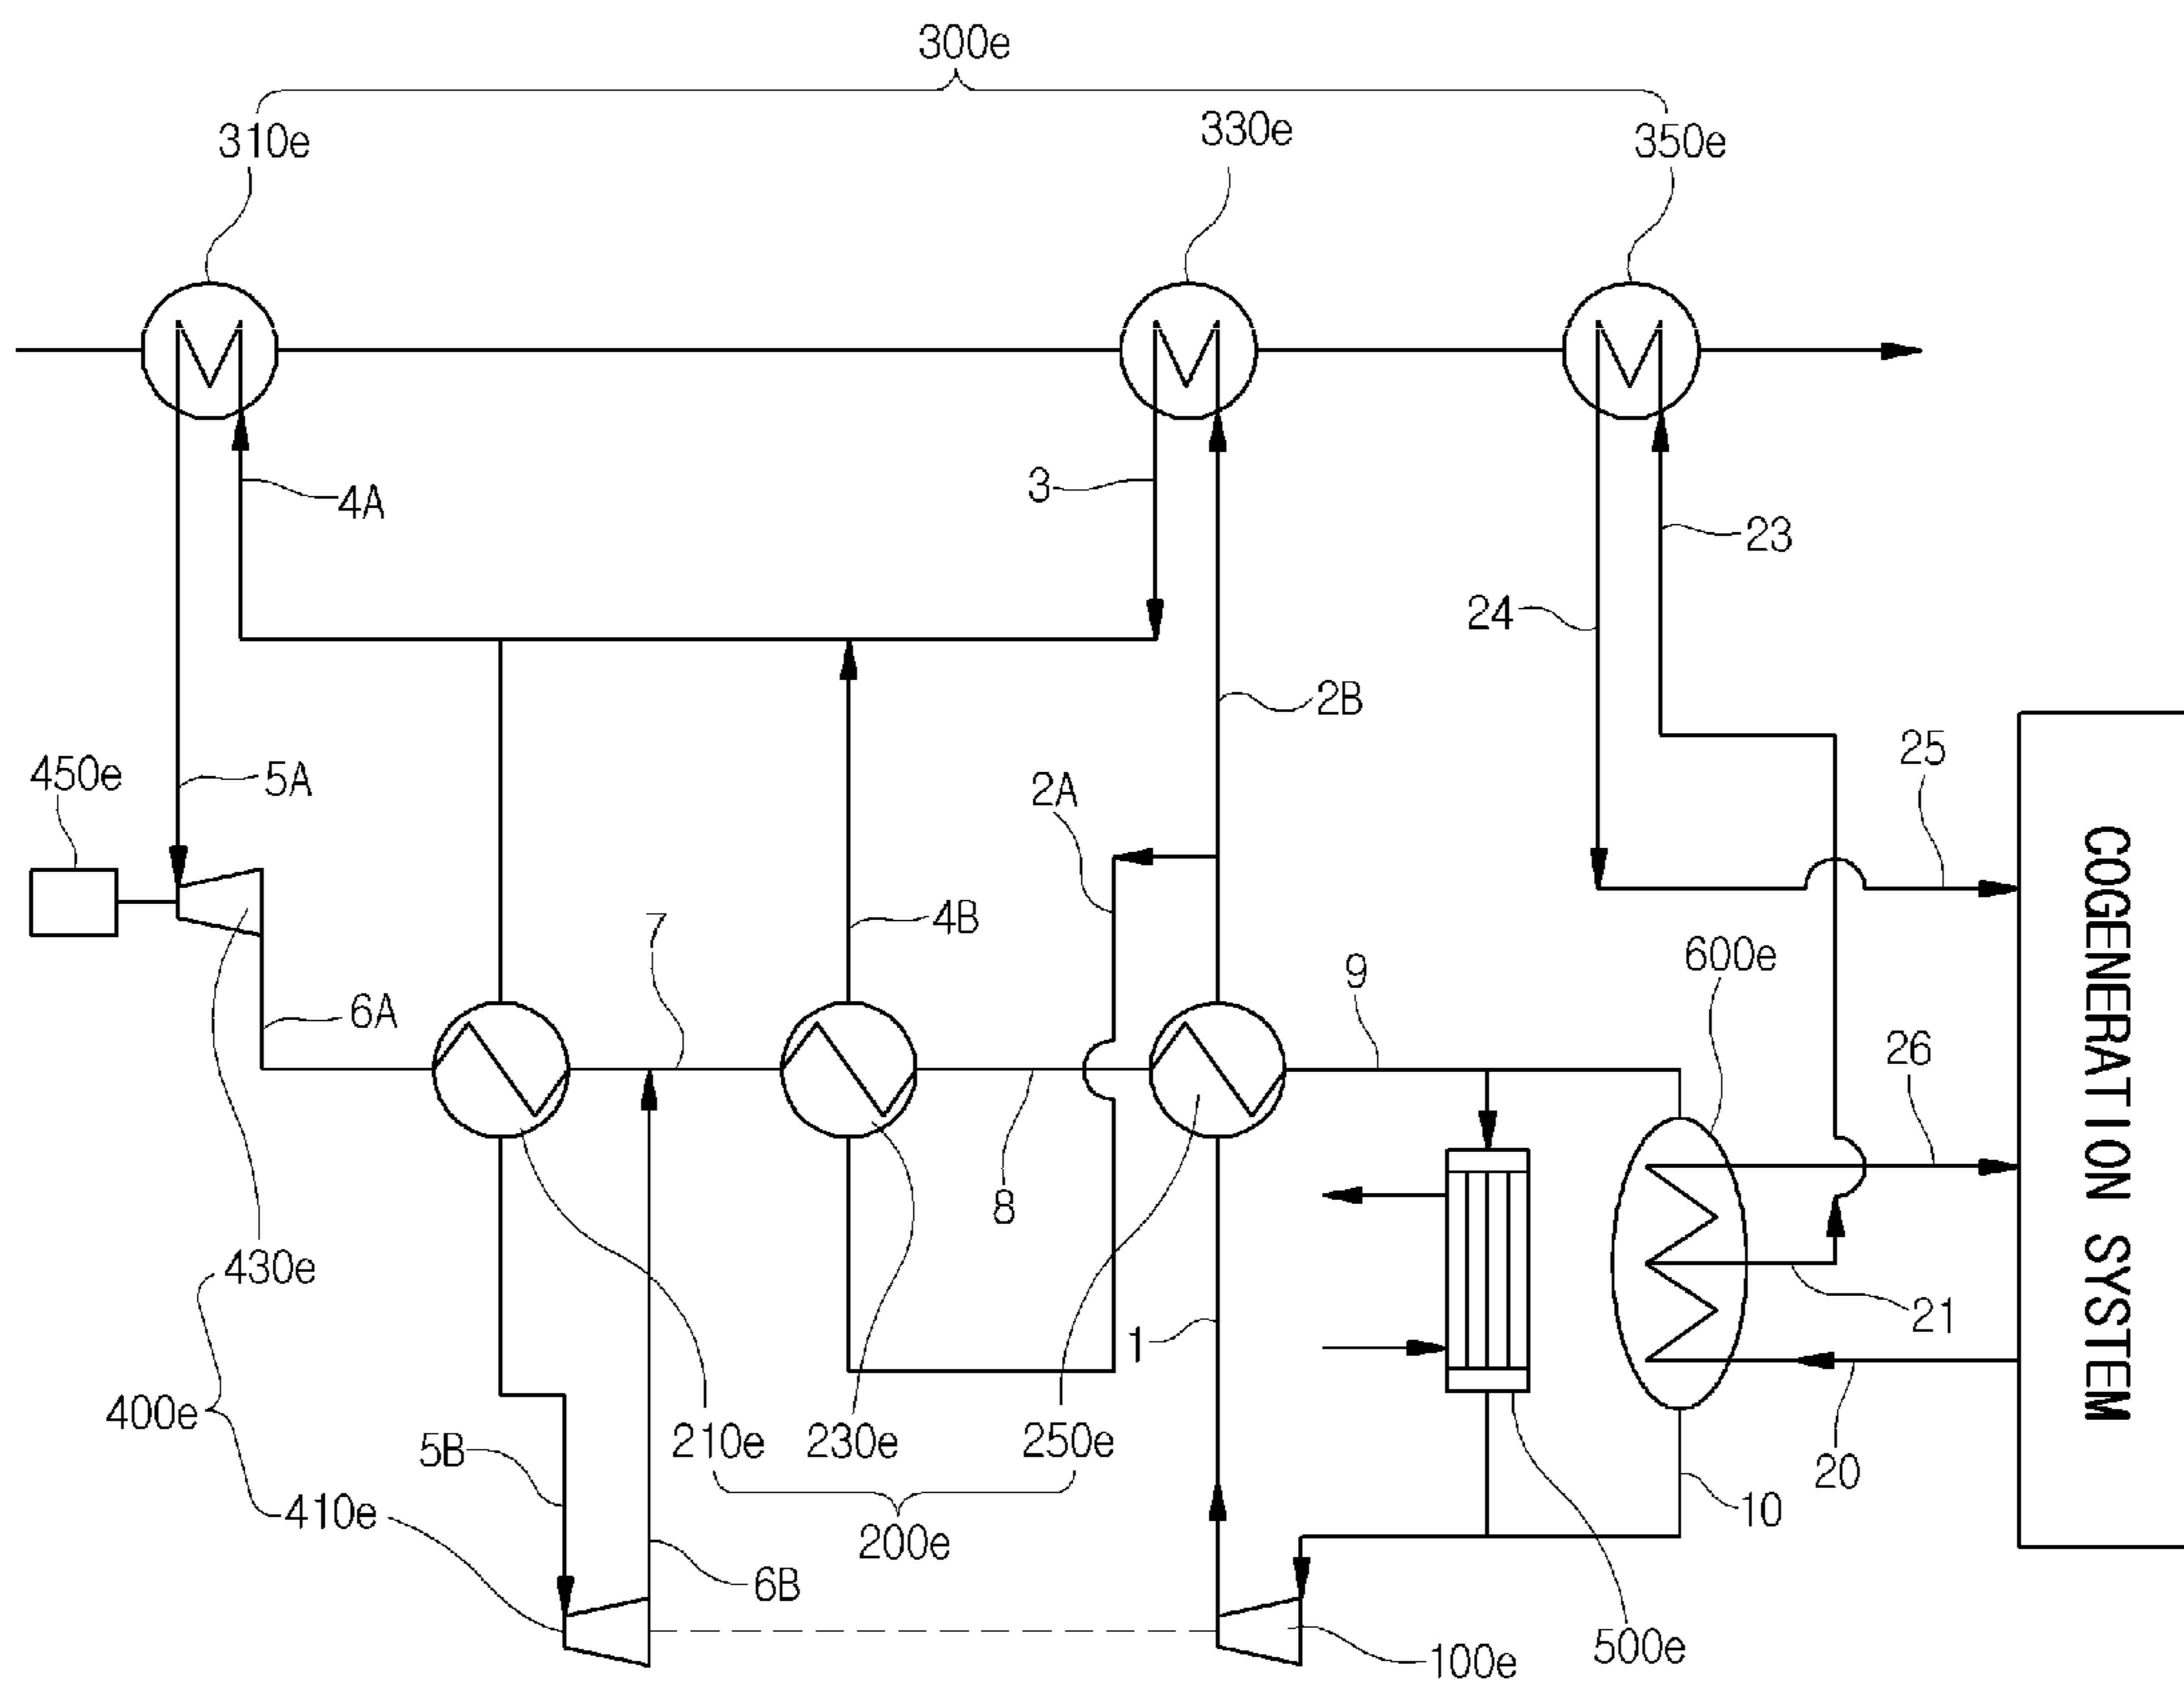 300e
310e
330e
350e
4A
3
23
24
2B
25
450e
5A
2A
7
4B
9
600e
6A
26
8
430e
1
21
400e
5B
210e
230e
250e
20
410e
200e
10
6B
500e
100e
COGENERATION SYSTEM